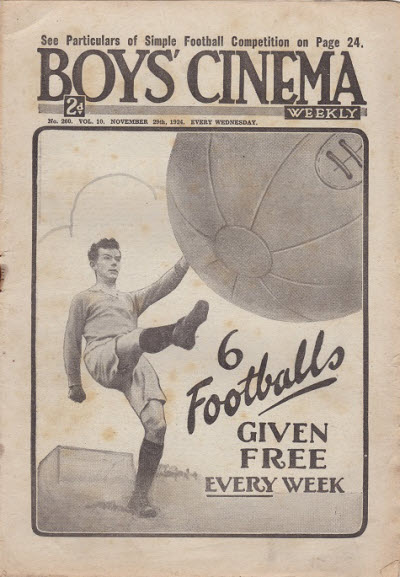 See Particulars of Simple Football Competition on Page 24.
BOYS' CINEMA
2d
WEEKLY
No. 260. VOL. 10. NOVEMBER 29th, 1924. EVERY WEDNESDAY.
6
Footballs
GIVEN
FREE
EVERY WEEK